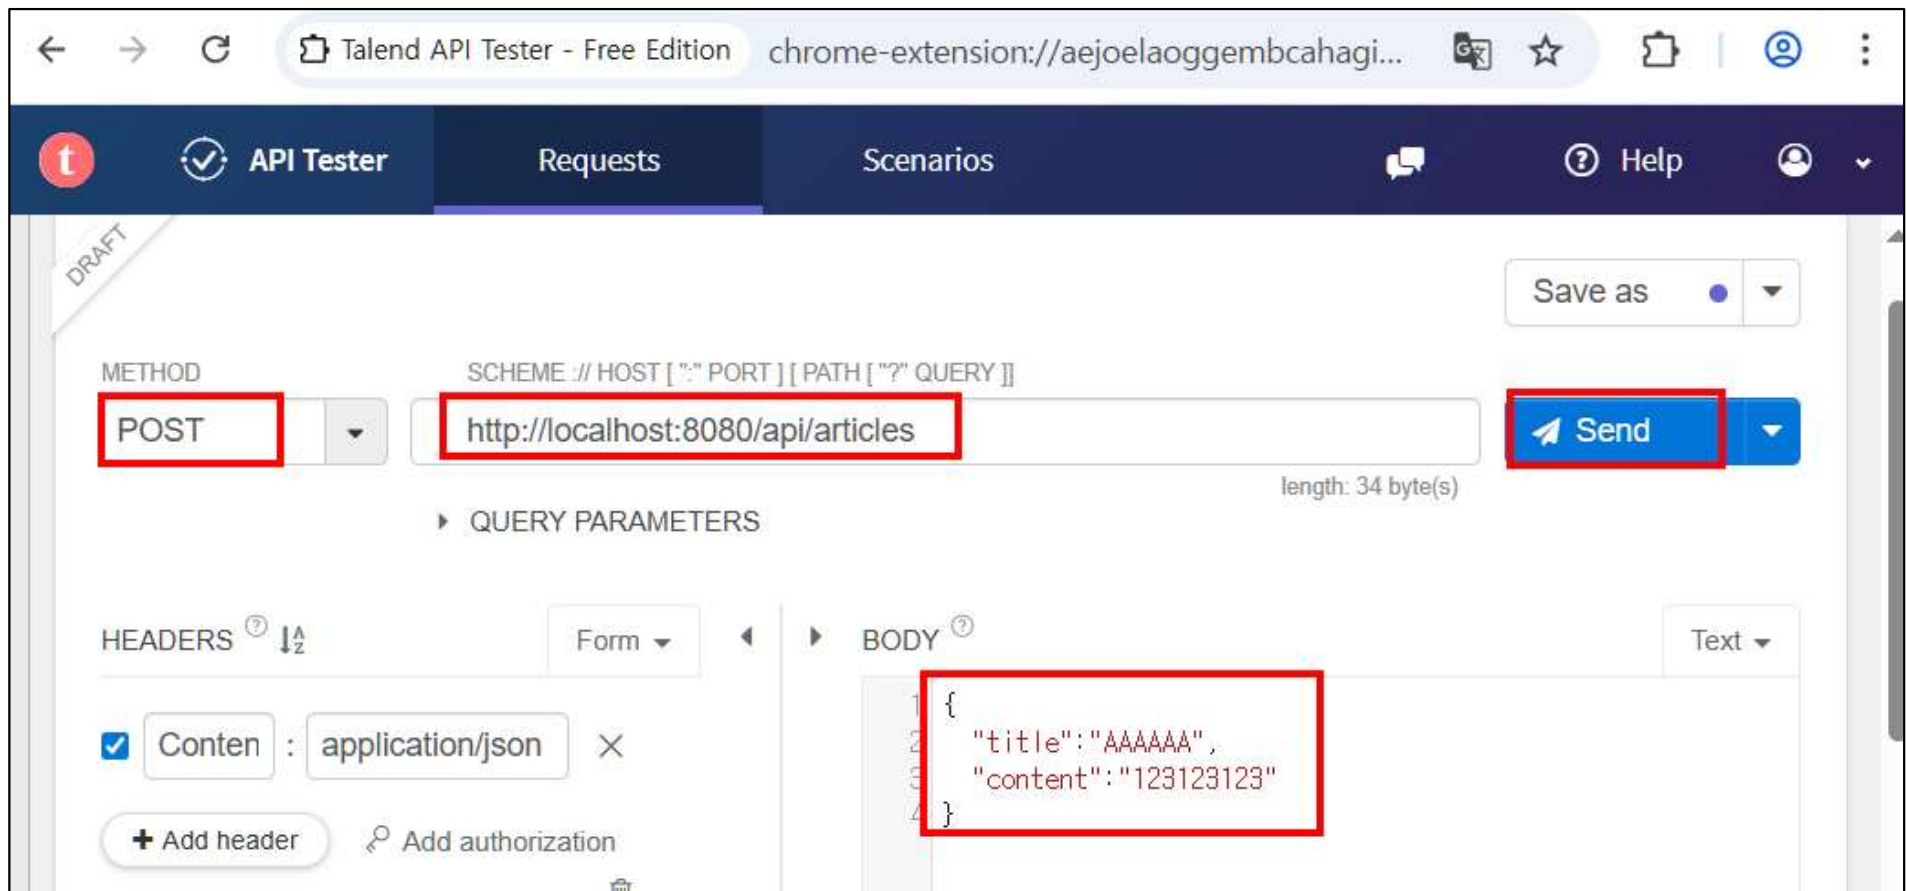 Talend API Tester - Free Edition chrome-extension://aejoelaoggembcahagi...
t API Tester Requests Scenarios Help
DRAFT
Save as
METHOD SCHEME :// HOST [ ":" PORT ] [ PATH [ "?" QUERY ]]
POST http://localhost:8080/api/articles Send
length: 34 byte(s)
QUERY PARAMETERS
HEADERS Form BODY Text
1 {
Conten : application/json 2 "title":"AAAAAA",
3 "content":"123123123"
4 }
Add header Add authorization